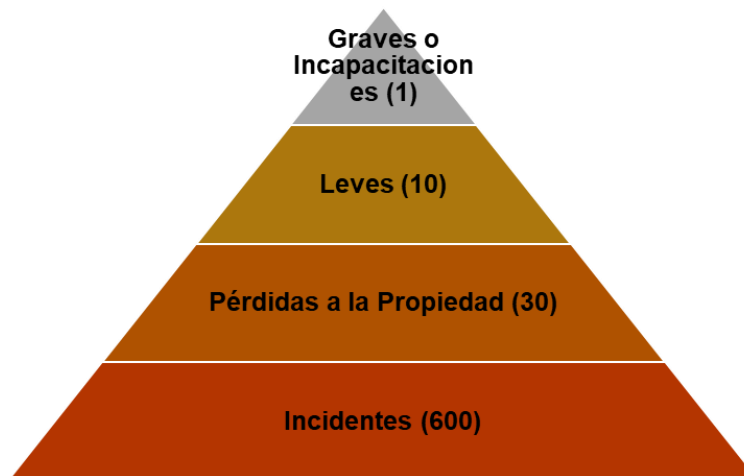 Graves o
Incapacitacion
es (1)
Leves (10)
Pérdidas a la Propiedad (30)
Incidentes (600)